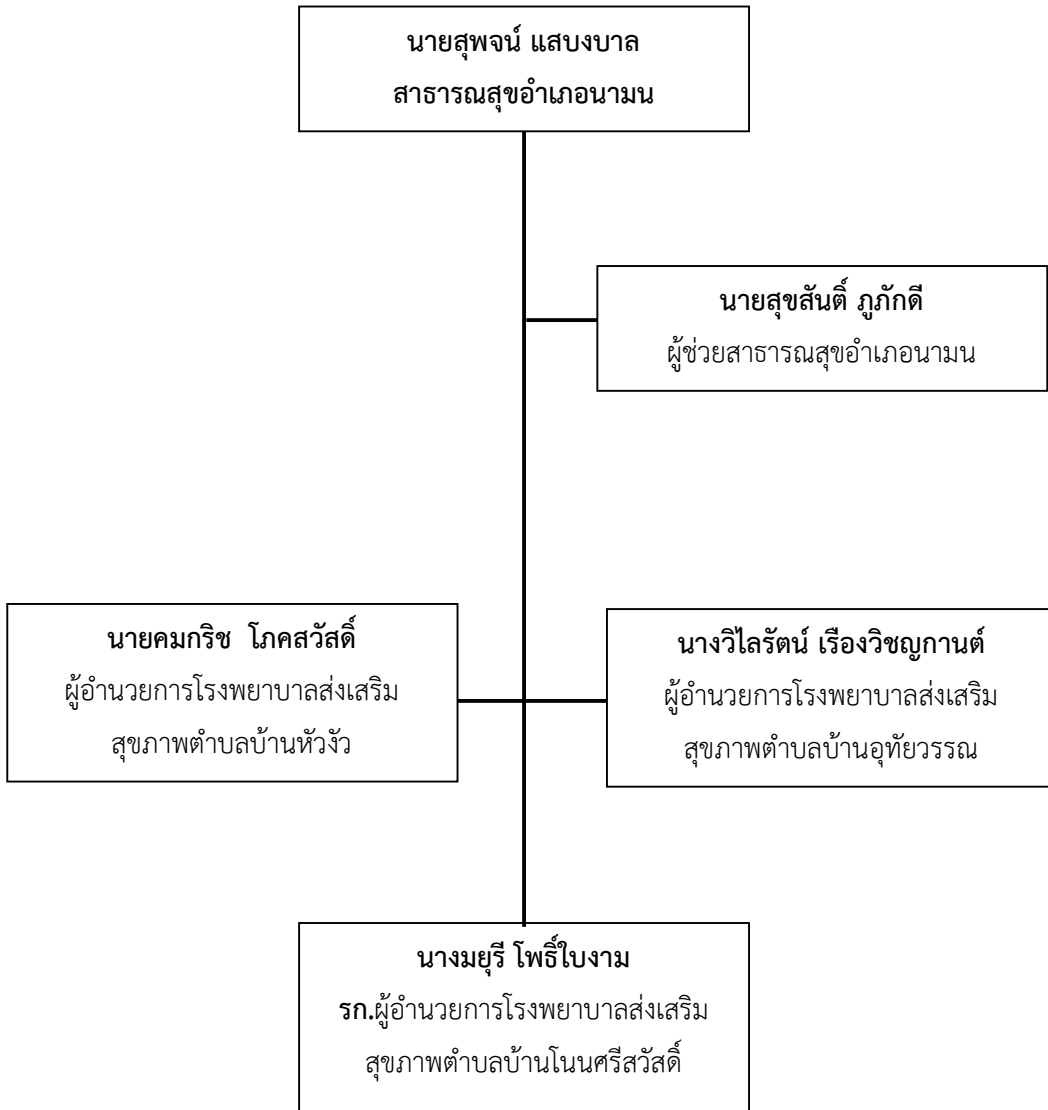 นายสุพจน์ แสบงบาล
สาธารณสุขอำเภอนามน
นายสุขสันติ์ ภูภักดี
ผู้ช่วยสาธารณสุขอำเภอนามน
นายคมกริช โภคสวัสดิ์
ผู้อำนวยการโรงพยาบาลส่งเสริม
สุขภาพตำบลบ้านหัวงัว
นางวิไลรัตน์ เรืองวิชญกานต์
ผู้อำนวยการโรงพยาบาลส่งเสริม
สุขภาพตำบลบ้านอุทัยวรรณ
นางมยุรี โพธิ์ใบงาม
รก.ผู้อำนวยการโรงพยาบาลส่งเสริม
สุขภาพตำบลบ้านโนนศรีสวัสดิ์